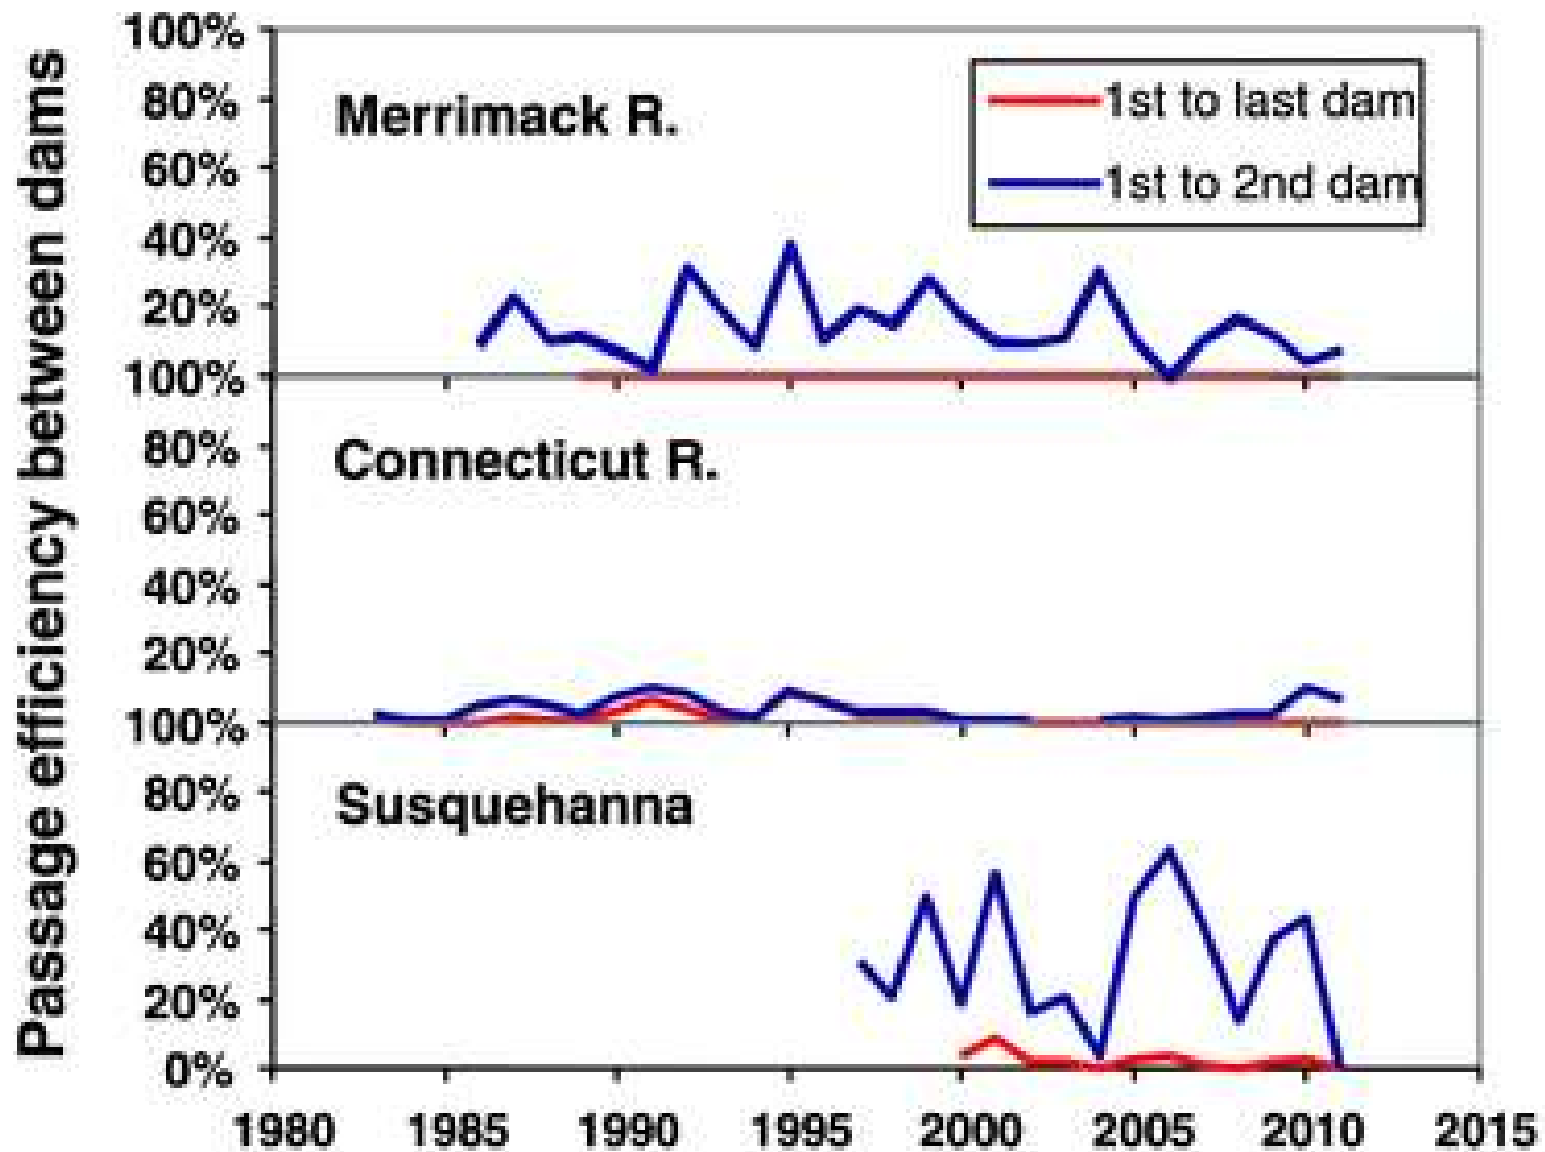 Passage efficiency between dams
100%
80%
60%
40%
20%
Merrimack R.
1st to last dam
1st to 2nd dam
100%
80%
60%
40%
20%
Connecticut R.
100%
80%
60%
40%
20%
0%
Susquehanna
1980 1985 1990 1995 2000 2005 2010 2015